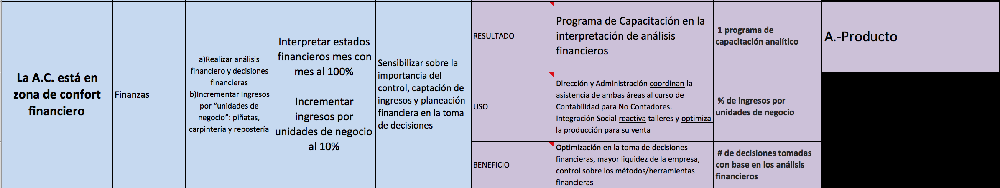 La A.C. está en
zona de confort
financiero
Finanzas
a)Realizar análisis
financiero y decisiones
financieras
b)Incrementar Ingresos
por “unidades de
negocio”: piñatas,
carpintería y repostería
Interpretar estados
financieros mes con
mes al 100%
Incrementar
ingresos por
unidades de negocio
al 10%
Sensibilizar sobre la
importancia del
control, captación de
ingresos y planeación
financiera en la toma
de decisiones
RESULTADO
Programa de Capacitación en la
interpretación de análisis
financieros
1 programa de
capacitación analítico
A.-Producto
USO
Dirección y Administración coordinan la
asistencia de ambas áreas al curso de
Contabilidad para No Contadores.
Integración Social reactiva talleres y optimiza
la producción para su venta
% de ingresos por
unidades de negocio
BENEFICIO
Optimización en la toma de decisiones
financieras, mayor liquidez de la empresa,
control sobre los métodos/herramientas
financieras
# de decisiones tomadas
con base en los análisis
financieros